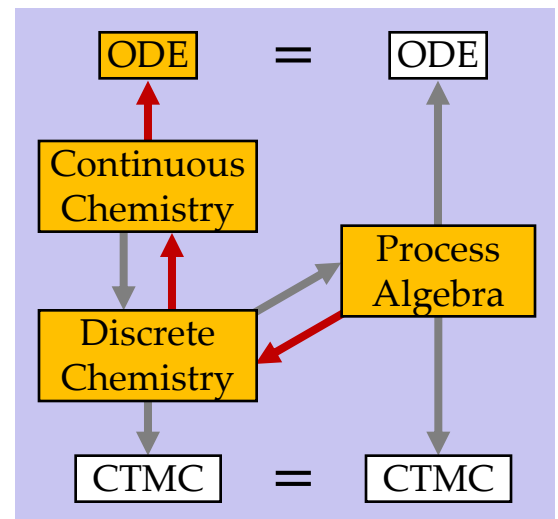 ODE = ODE
Continuous
Chemistry
Process
Algebra
Discrete
Chemistry
CTMC = CTMC